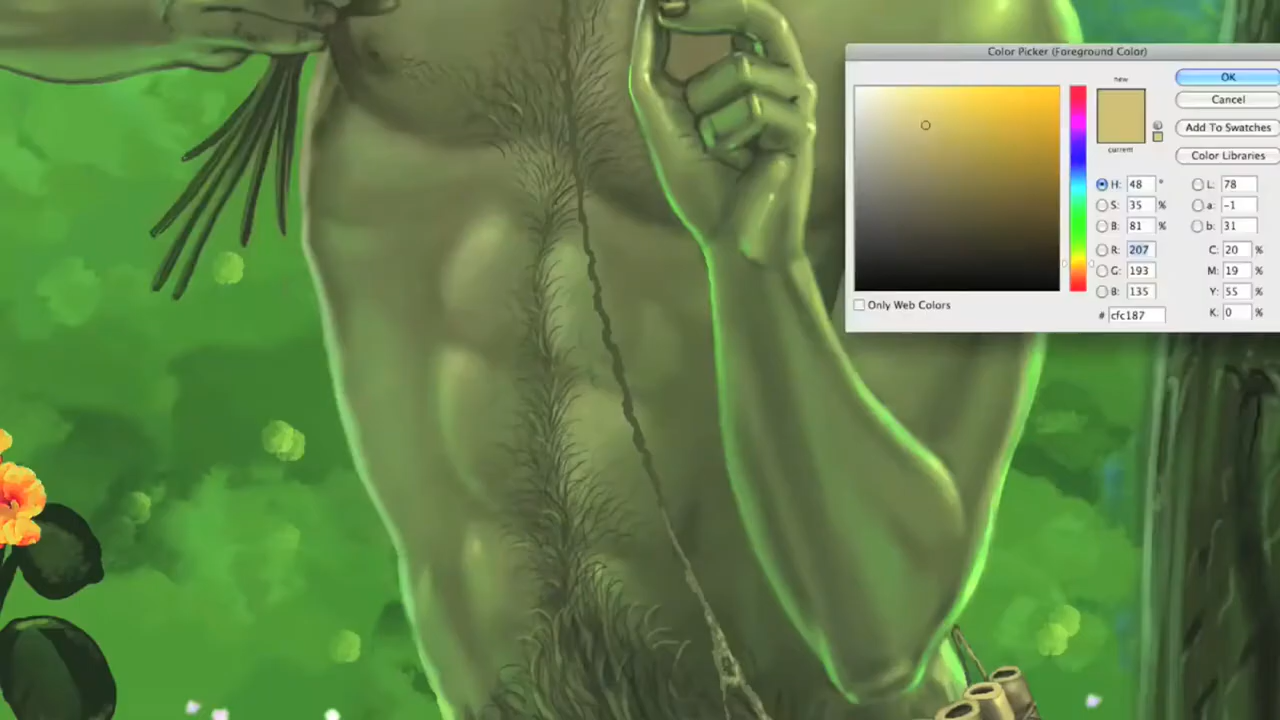 Color Picker (Foreground Color)
new
OK
Cancel
current
Add To Swatches
Color Libraries
H: 48 °
L: 78
S: 35 %
a: -1
B: 81 %
b: 31
R: 207
C: 20 %
G: 193
M: 19 %
B: 135
Y: 55 %
Only Web Colors
# cfc187
K: 0 %